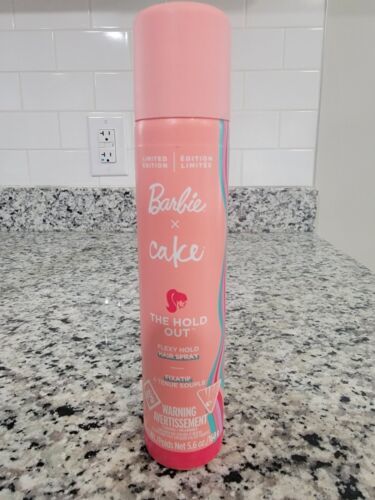 LIMITED | ÉDITION
EDITION | LIMITÉE
Barbie
×
cake
THE HOLD
OUT
FLEXY HOLD
HAIR SPRAY
FIXATIF
À TENUE SOUPLE
WARNING
AVERTISSEMENT
/Poids Net 5.6 oz